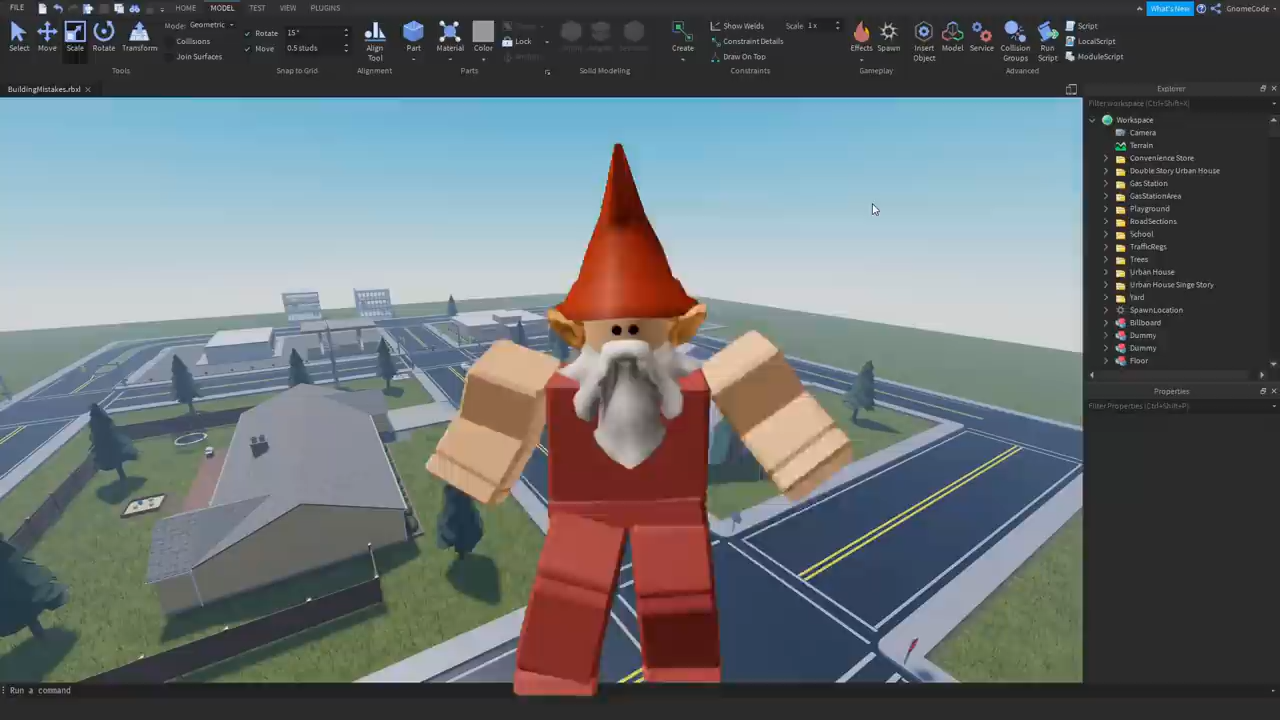 FILE HOME MODEL TEST VIEW PLUGINS What's New GnomeCode
Select Move Scale Rotate Transform
Mode: Geometric
Collisions
Join Surfaces
Tools
Rotate 15°
Move 0.5 studs
Snap to Grid
Align Tool
Alignment
Part Material Color
Lock
Parts
Solid Modeling
Create
Show Welds Scale 1x
Constraint Details
Draw On Top
Constraints
Effects Spawn
Gameplay
Insert Object Model Service Collision Groups Run Script
Script
LocalScript
ModuleScript
Advanced
BuildingMistakes.rbxl
Explorer
Filter workspace (Ctrl+Shift+X)
Workspace
Camera
Terrain
Convenience Store
Double Story Urban House
Gas Station
GasStationArea
Playground
RoadSections
School
TrafficRegs
Trees
Urban House
Urban House Singe Story
Yard
SpawnLocation
Billboard
Dummy
Dummy
Floor
Properties
Filter Properties (Ctrl+Shift+P)
Run a command